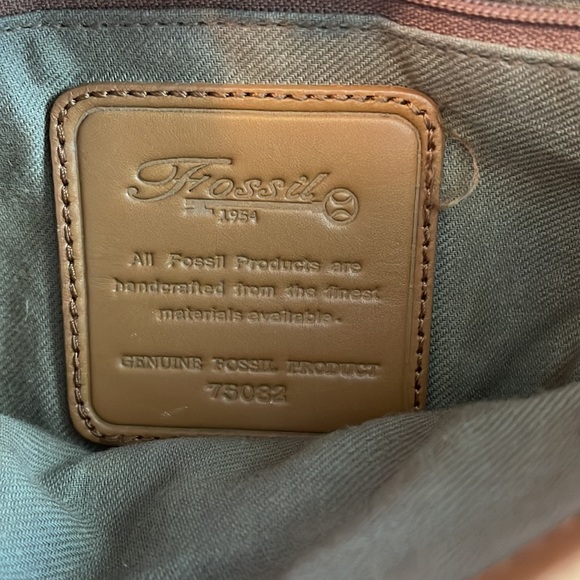 Fossil
1954
All Fossil Products are
handcrafted from the finest
materials available.
GENUINE FOSSIL PRODUCT
75082